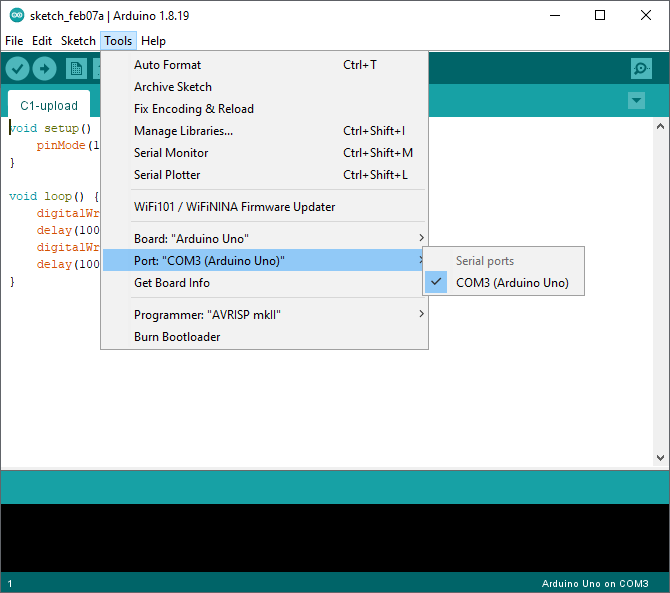 sketch_feb07a | Arduino 1.8.19
File Edit Sketch Tools Help
Auto Format Ctrl+T
Archive Sketch
Fix Encoding & Reload
Manage Libraries... Ctrl+Shift+I
Serial Monitor Ctrl+Shift+M
Serial Plotter Ctrl+Shift+L
WiFi101 / WiFiNINA Firmware Updater
Board: "Arduino Uno"
Port: "COM3 (Arduino Uno)"
Get Board Info
Programmer: "AVRISP mkII"
Burn Bootloader
Serial ports
COM3 (Arduino Uno)
C1-upload
void setup()
pinMode(1
}
void loop() {
digitalWr
delay(100
digitalWr
delay(100
}
1 Arduino Uno on COM3